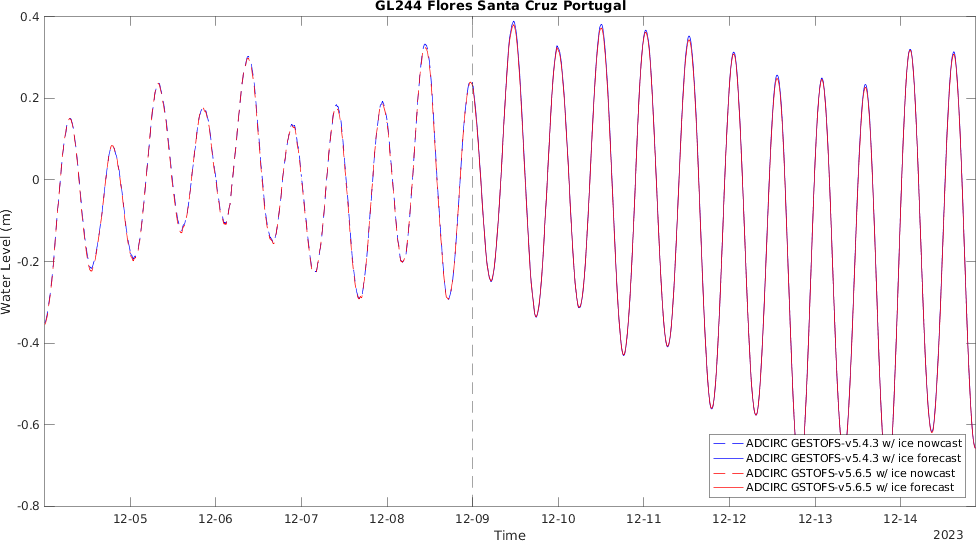 GL244 Flores Santa Cruz Portugal
0.4
0.2
0
-0.2
-0.4
-0.6
-0.8
Water Level (m)
ADCIRC GESTOFS-v5.4.3 w/ ice nowcast
ADCIRC GESTOFS-v5.4.3 w/ ice forecast
ADCIRC GSTOFS-v5.6.5 w/ ice nowcast
ADCIRC GSTOFS-v5.6.5 w/ ice forecast
12-05 12-06 12-07 12-08 12-09 12-10 12-11 12-12 12-13 12-14
Time
2023